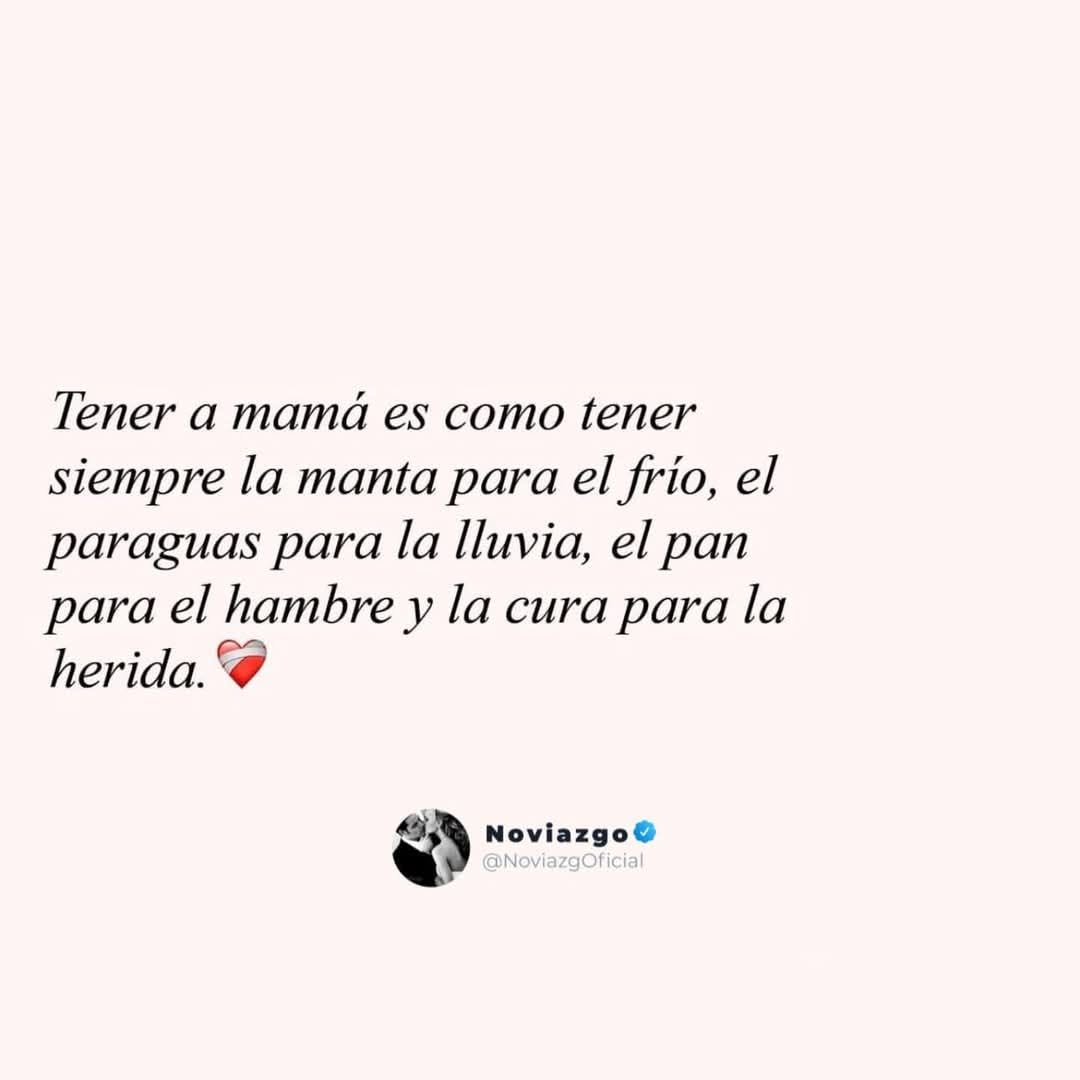 Tener a mamá es como tener
siempre la manta para el frío, el
paraguas para la lluvia, el pan
para el hambre y la cura para la
herida.❤️‍🩹
Noviazgo
@NoviazgOficial